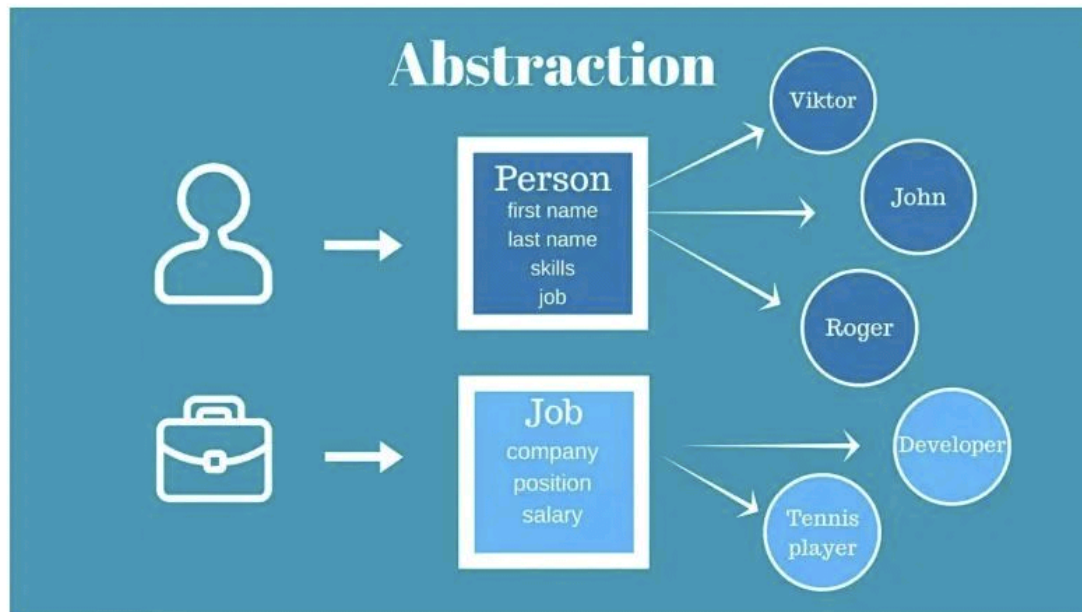 Abstraction
Person
first name
last name
skills
job
Viktor
John
Roger
Job
company
position
salary
Developer
Tennis
player